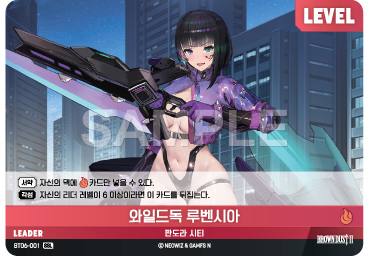 LEVEL
SAMPLE
서약 자신의 덱에 카드만 넣을 수 있다.
각성 자신의 리더 레벨이 6 이상이라면 이 카드를 뒤집는다.
와일드독 루벤시아
LEADER
판도라 시티
BT06-001
© NEOWIZ & GAMFS N
BROWN DUST II